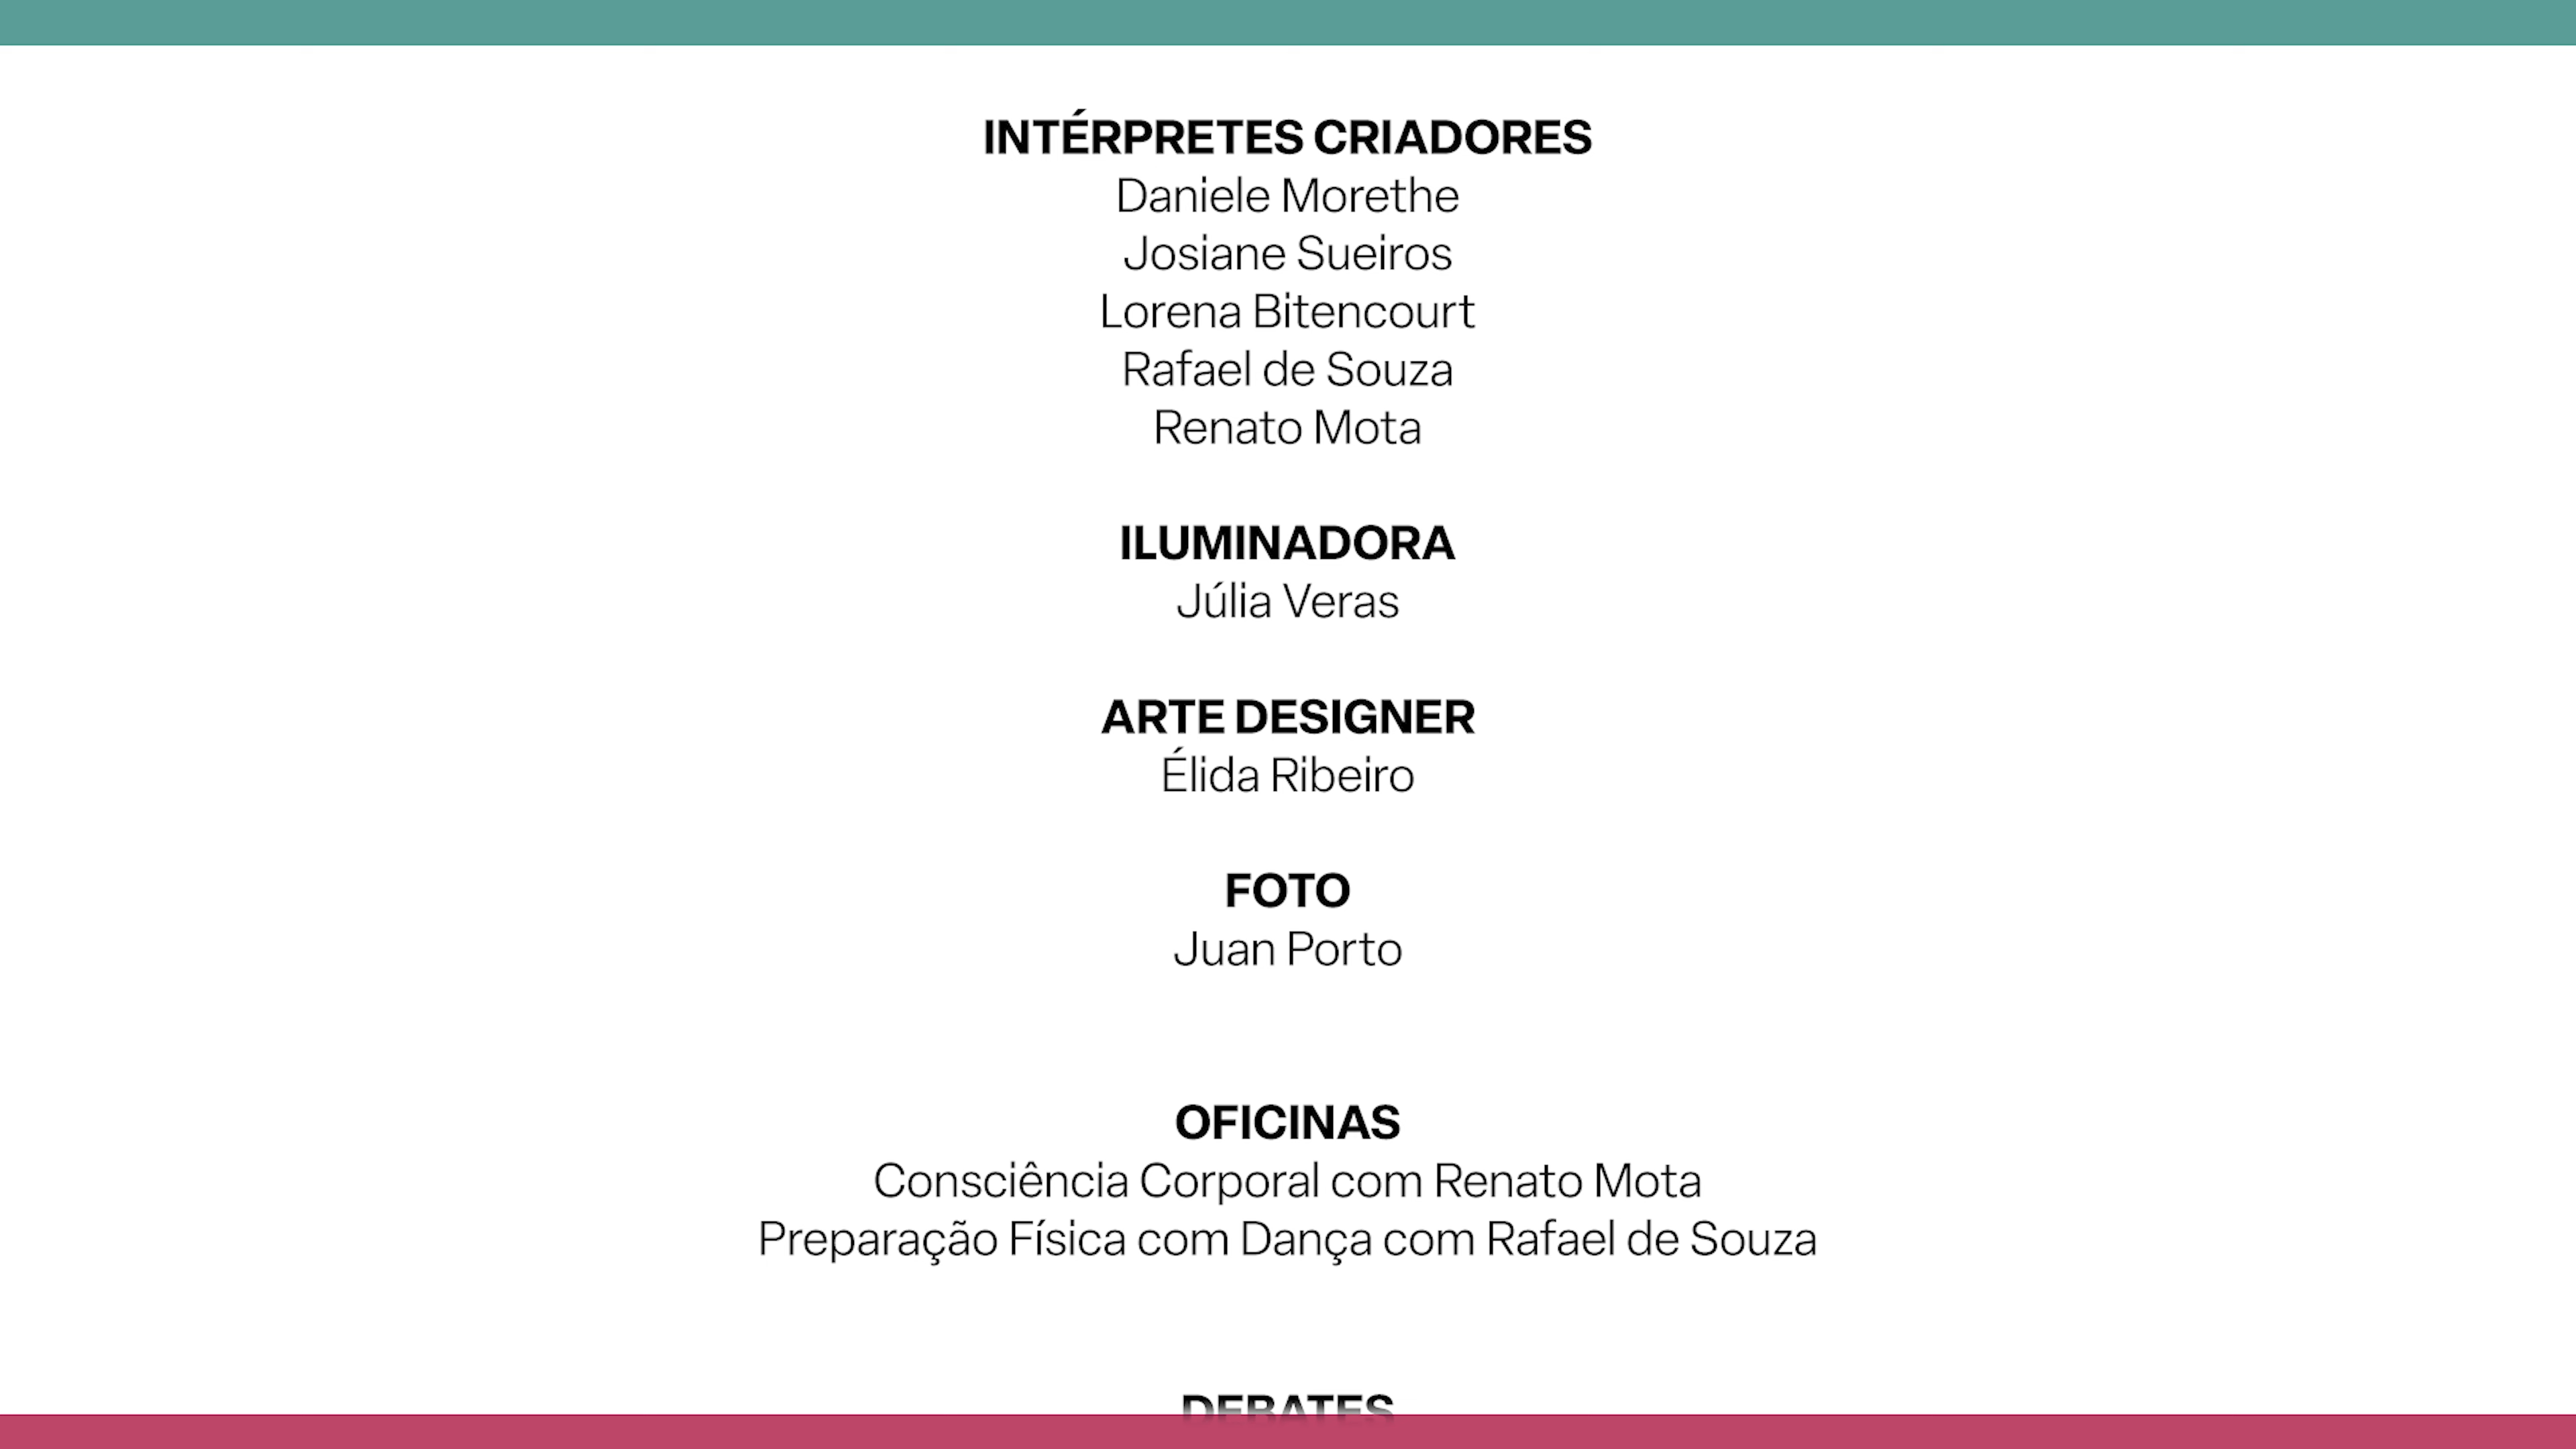 INTÉRPRETES CRIADORES
Daniele Morethe
Josiane Sueiros
Lorena Bitencourt
Rafael de Souza
Renato Mota
ILUMINADORA
Júlia Veras
ARTE DESIGNER
Élida Ribeiro
FOTO
Juan Porto
OFICINAS
Consciência Corporal com Renato Mota
Preparação Física com Dança com Rafael de Souza
DEBATES